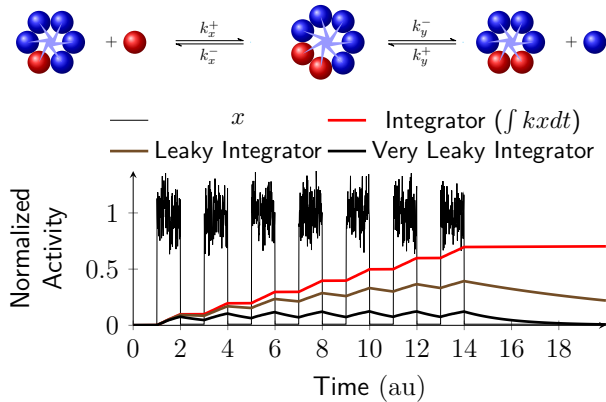 + k_x^+ k_x^- k_y^- k_y^+ +
x Integrator (∫ kxdt)
Leaky Integrator Very Leaky Integrator
Normalized
Activity
1
0.5
0
0 2 4 6 8 10 12 14 16 18
Time (au)